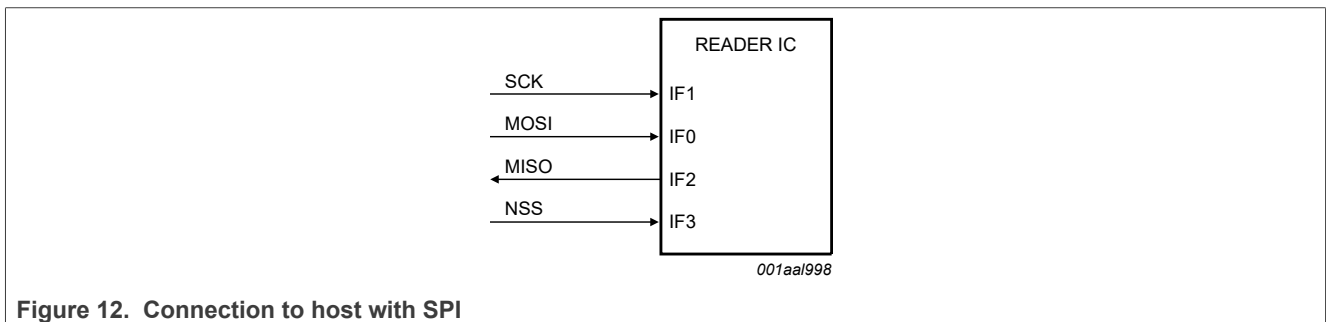 READER IC
SCK
IF1
MOSI
IF0
MISO
IF2
NSS
IF3
001aal998
Figure 12. Connection to host with SPI